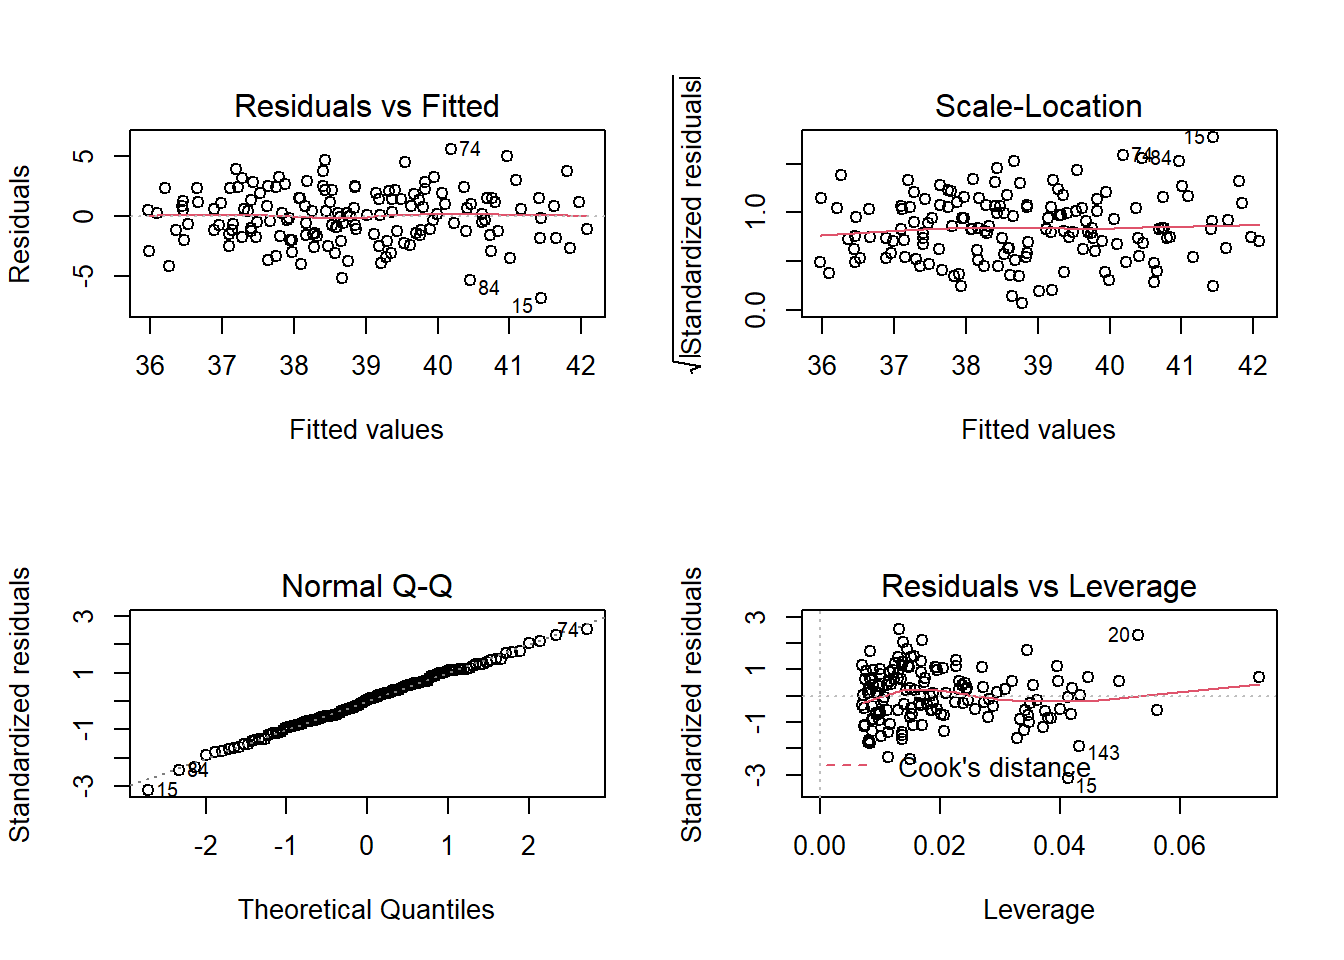 Residuals vs Fitted
Residuals
5
0
-5
74
84
15
36 37 38 39 40 41 42
Fitted values
Scale-Location
√|Standardized residuals|
1.0
0.0
15
74
84
36 37 38 39 40 41 42
Fitted values
Normal Q-Q
Standardized residuals
3
1
-1
-3
74
84
15
-2 -1 0 1 2
Theoretical Quantiles
Residuals vs Leverage
Standardized residuals
3
1
-1
-3
20
143
Cook's distance
15
0.00 0.02 0.04 0.06
Leverage